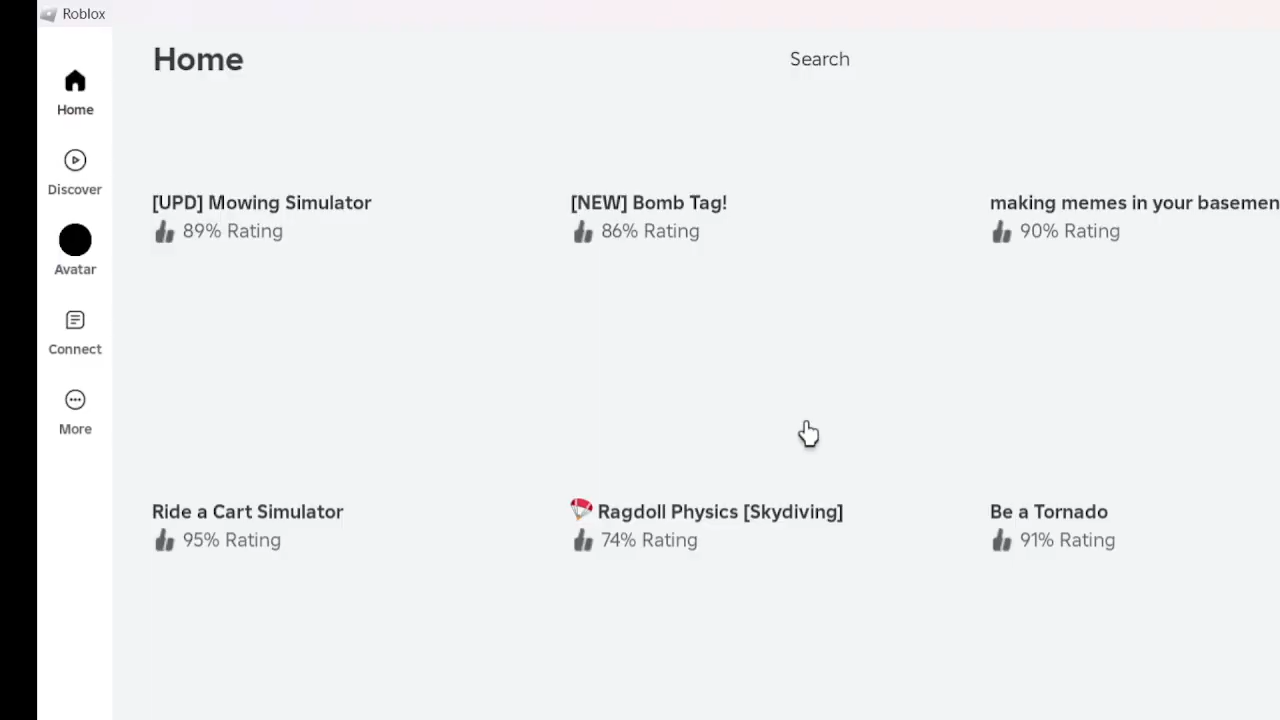 Roblox
Home
Search
Home
Discover
Avatar
Connect
More
[UPD] Mowing Simulator
89% Rating
[NEW] Bomb Tag!
86% Rating
making memes in your basemen
90% Rating
Ride a Cart Simulator
95% Rating
🪂 Ragdoll Physics [Skydiving]
74% Rating
Be a Tornado
91% Rating